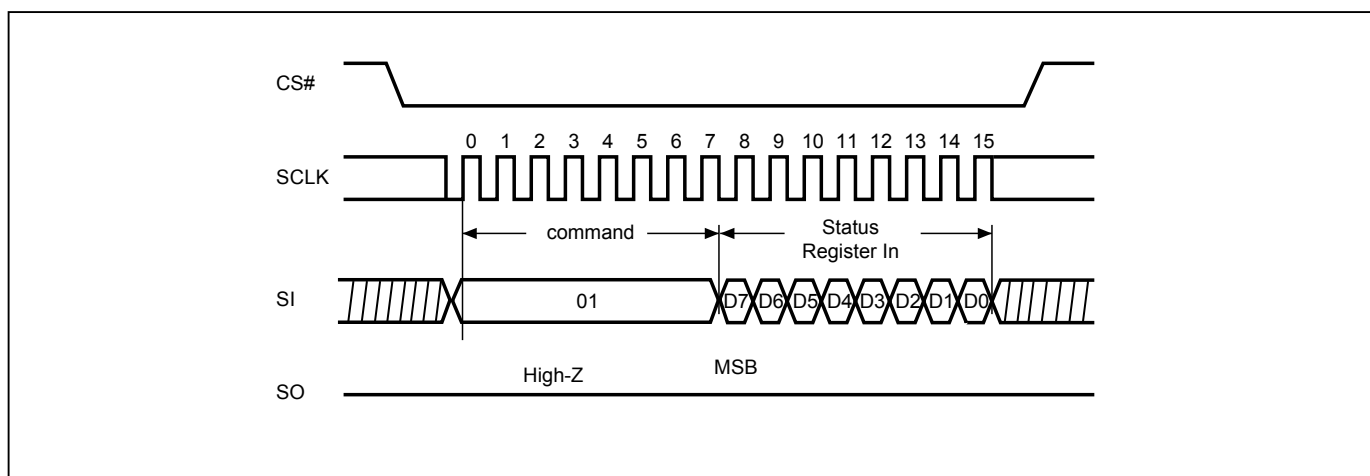 CS#
0 1 2 3 4 5 6 7 8 9 10 11 12 13 14 15
SCLK
command
Status
Register In
SI
01
D7 D6 D5 D4 D3 D2 D1 D0
High-Z
MSB
SO